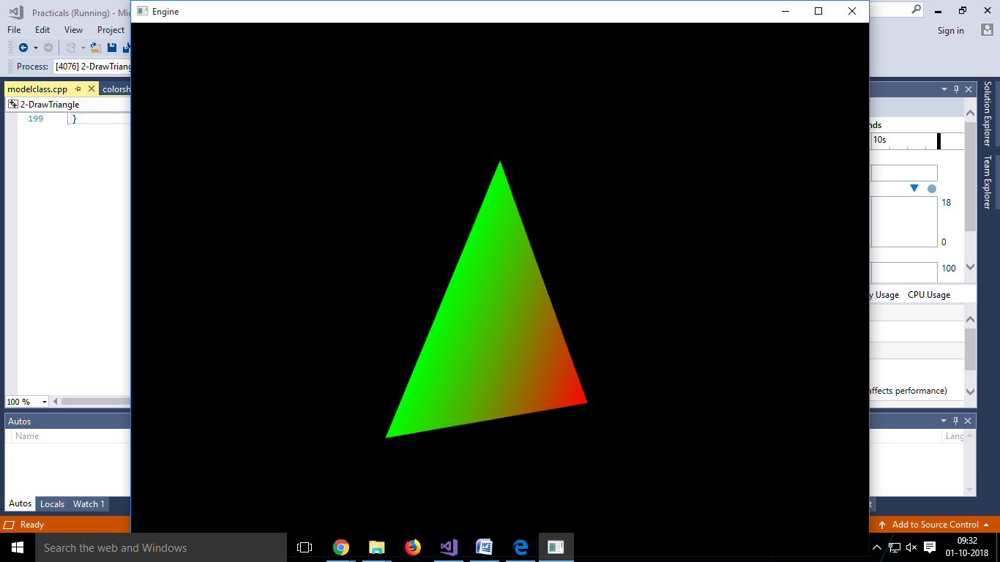 Practicals (Running) - Mic
Engine
File Edit View Project
Sign in
Process: [4076] 2-DrawTriang
modelclass.cpp colorsh
2-DrawTriangle
199 }
nds
10s
18
0
100
y Usage CPU Usage
affects performance)
100 %
Autos
Name
Lang
Autos Locals Watch 1
t
Ready
Add to Source Control
Solution Explorer
Team Explorer
Search the web and Windows
09:32
01-10-2018